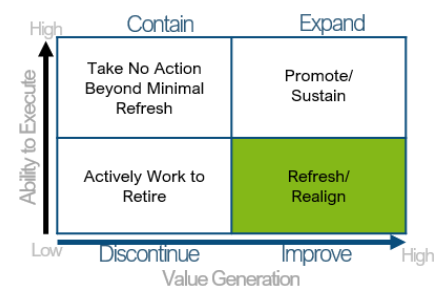 Contain
Expand
High
Take No Action
Beyond Minimal
Refresh
Promote/
Sustain
Ability to Execute
Actively Work to
Retire
Refresh/
Realign
Low
Discontinue
Improve
High
Value Generation